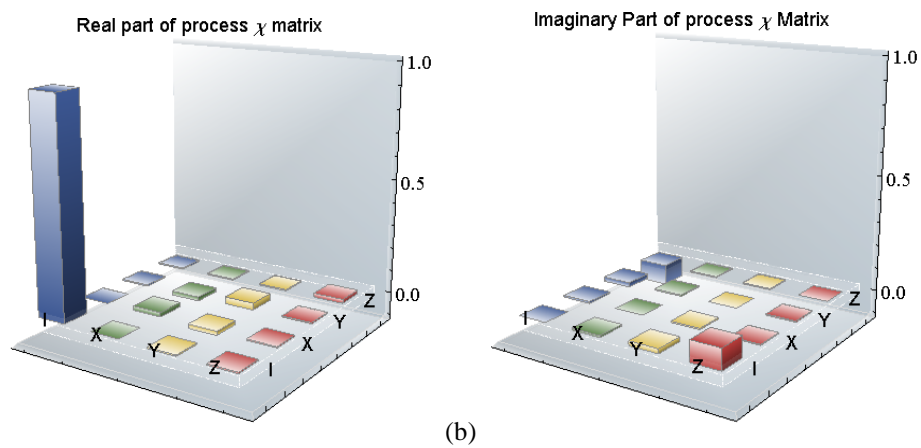 Real part of process χ matrix
1.0
0.5
0.0
I
X
Y
Z
I
X
Y
Z
Imaginary Part of process χ Matrix
1.0
0.5
0.0
I
X
Y
Z
I
X
Y
Z
(b)